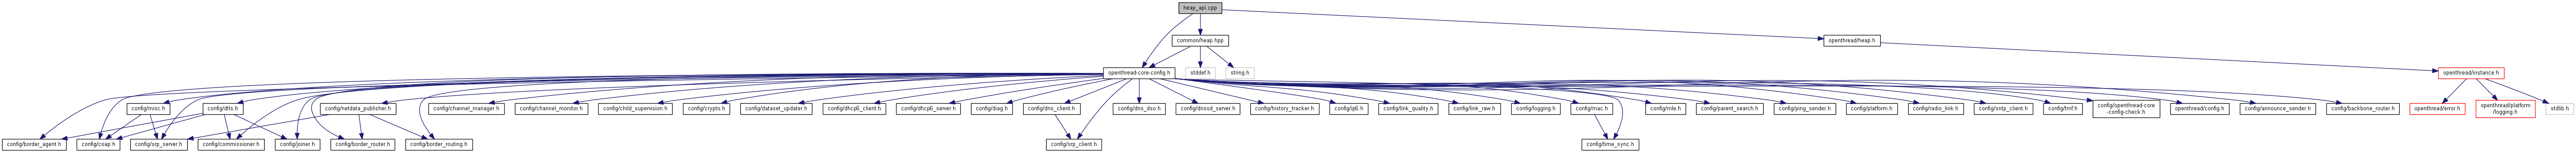 heap_api.cpp
common/heap.hpp
openthread/heap.h
openthread-core-config.h
stddef.h
string.h
openthread/instance.h
config/misc.h
config/dtls.h
config/netdata_publisher.h
config/channel_manager.h
config/channel_monitor.h
config/child_supervision.h
config/crypto.h
config/dataset_updater.h
config/dhcp6_client.h
config/dhcp6_server.h
config/diag.h
config/dns_client.h
config/dns_dso.h
config/dnssd_server.h
config/history_tracker.h
config/ip6.h
config/link_quality.h
config/link_raw.h
config/logging.h
config/mac.h
config/mle.h
config/parent_search.h
config/ping_sender.h
config/platform.h
config/radio_link.h
config/sntp_client.h
config/tmf.h
config/openthread-core
-config-check.h
openthread/config.h
config/announce_sender.h
config/backbone_router.h
openthread/error.h
openthread/platform
/logging.h
stdlib.h
config/border_agent.h
config/coap.h
config/srp_server.h
config/commissioner.h
config/joiner.h
config/border_router.h
config/border_routing.h
config/srp_client.h
config/time_sync.h